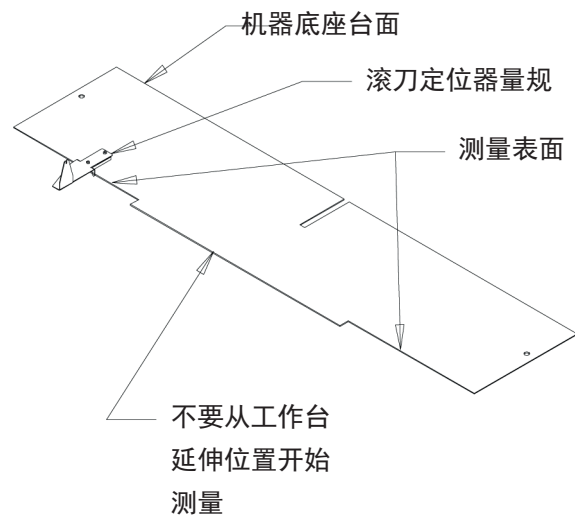 机器底座台面
滚刀定位器量规
测量表面
不要从工作台
延伸位置开始
测量